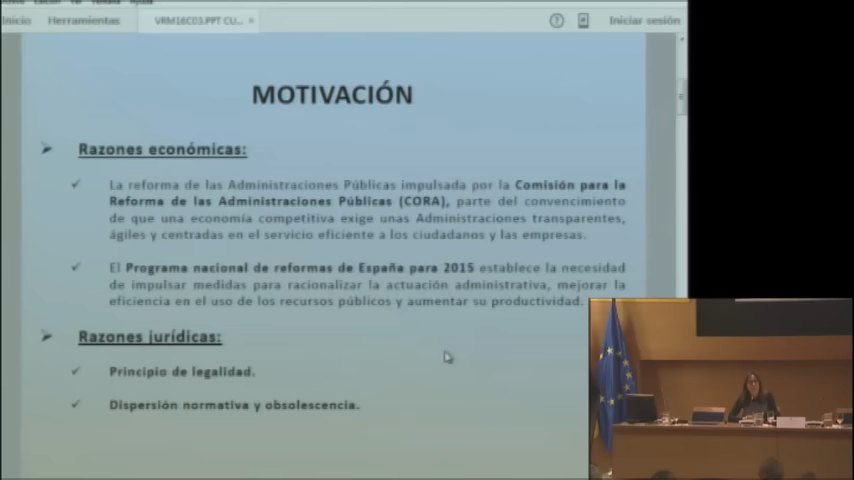 Inicio Herramientas VRM16C03.PPT CU... × Iniciar sesión
MOTIVACIÓN
Razones económicas:
La reforma de las Administraciones Públicas impulsada por la Comisión para la
Reforma de las Administraciones Públicas (CORA), parte del convencimiento
de que una economía competitiva exige unas Administraciones transparentes,
ágiles y centradas en el servicio eficiente a los ciudadanos y las empresas.
El Programa nacional de reformas de España para 2015 establece la necesidad
de impulsar medidas para racionalizar la actuación administrativa, mejorar la
eficiencia en el uso de los recursos públicos y aumentar su productividad.
Razones jurídicas:
Principio de legalidad.
Dispersión normativa y obsolescencia.